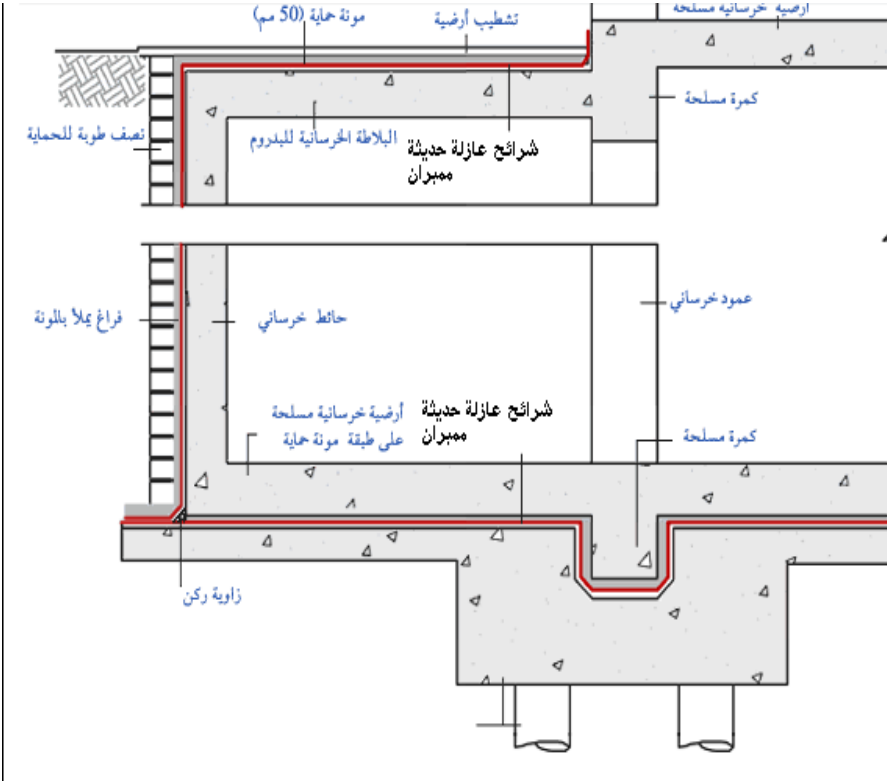 أرضية خرسانية مسلحة
تشطيب أرضية
مونة حماية (50 مم)
كمرة مسلحة
شرائح عازلة حديثة
ممبران
البلاطة الخرسانية للبدروم
نصف طوبة للحماية
عمود خرساني
حائط خرساني
فراغ يملأ بالمونة
شرائح عازلة حديثة
ممبران
أرضية خرسانية مسلحة
على طبقة مونة حماية
كمرة مسلحة
زاوية ركن